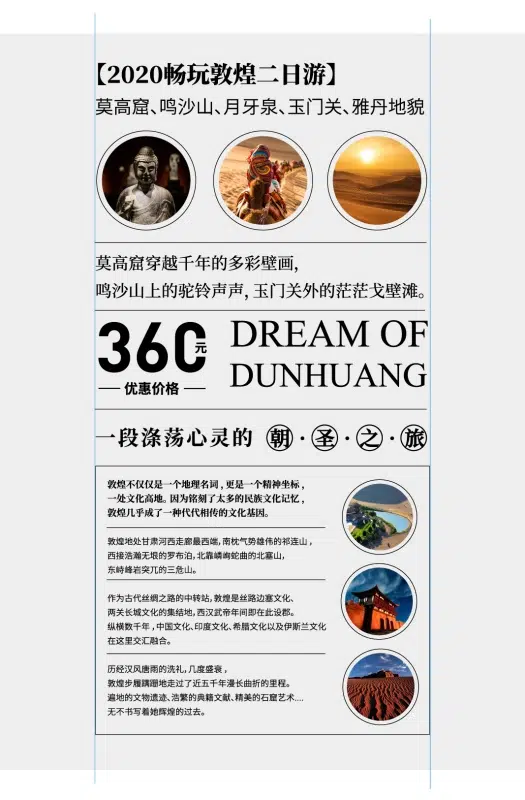 【2020畅玩敦煌二日游】
莫高窟、鸣沙山、月牙泉、玉门关、雅丹地貌
莫高窟穿越千年的多彩壁画，
鸣沙山上的驼铃声声，玉门关外的茫茫戈壁滩。
360元
优惠价格
DREAM OF
DUNHUANG
一段涤荡心灵的 朝·圣·之·旅
敦煌不仅仅是一个地理名词，更是一个精神坐标，
一处文化高地。因为铭刻了太多的民族文化记忆，
敦煌几乎成了一种代代相传的文化基因。
敦煌地处甘肃河西走廊最西端，南枕气势雄伟的祁连山，
西接浩瀚无垠的罗布泊，北靠嶙峋蛇曲的北塞山，
东峙峰岩突兀的三危山。
作为古代丝绸之路的中转站，敦煌是丝路边塞文化、
两关长城文化的集结地，西汉武帝年间即在此设郡。
纵横数千年，中国文化、印度文化、希腊文化以及伊斯兰文化
在这里交汇融合。
历经汉风唐雨的洗礼，几度盛衰，
敦煌步履蹒跚地走过了近五千年漫长曲折的里程。
遍地的文物遗迹、浩繁的典籍文献、精美的石窟艺术....
无不书写着她辉煌的过去。